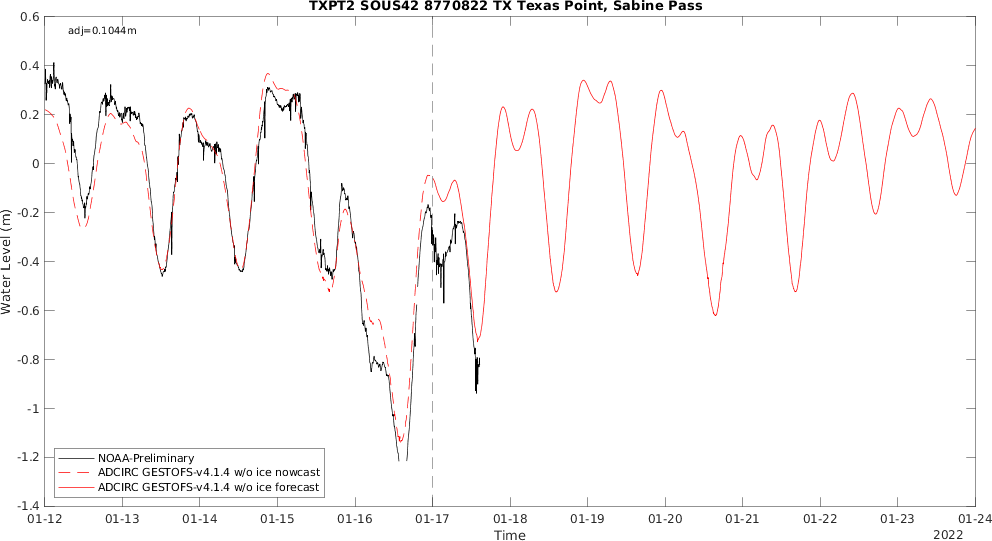 TXPT2 SOUS42 8770822 TX Texas Point, Sabine Pass
adj=0.1044m
0.6
0.4
0.2
0
-0.2
-0.4
-0.6
-0.8
-1
-1.2
-1.4
Water Level (m)
NOAA-Preliminary
ADCIRC GESTOFS-v4.1.4 w/o ice nowcast
ADCIRC GESTOFS-v4.1.4 w/o ice forecast
01-12 01-13 01-14 01-15 01-16 01-17 01-18 01-19 01-20 01-21 01-22 01-23 01-24
Time
2022